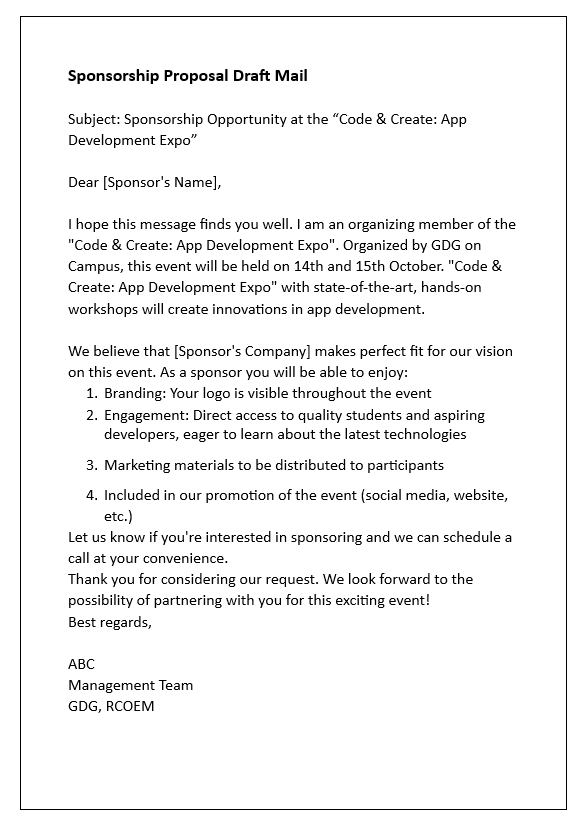 Sponsorship Proposal Draft Mail
Subject: Sponsorship Opportunity at the “Code & Create: App
Development Expo”
Dear [Sponsor's Name],
I hope this message finds you well. I am an organizing member of the
"Code & Create: App Development Expo". Organized by GDG on
Campus, this event will be held on 14th and 15th October. "Code &
Create: App Development Expo" with state-of-the-art, hands-on
workshops will create innovations in app development.
We believe that [Sponsor's Company] makes perfect fit for our vision
on this event. As a sponsor you will be able to enjoy:
1. Branding: Your logo is visible throughout the event
2. Engagement: Direct access to quality students and aspiring
developers, eager to learn about the latest technologies
3. Marketing materials to be distributed to participants
4. Included in our promotion of the event (social media, website,
etc.)
Let us know if you're interested in sponsoring and we can schedule a
call at your convenience.
Thank you for considering our request. We look forward to the
possibility of partnering with you for this exciting event!
Best regards,
ABC
Management Team
GDG, RCOEM